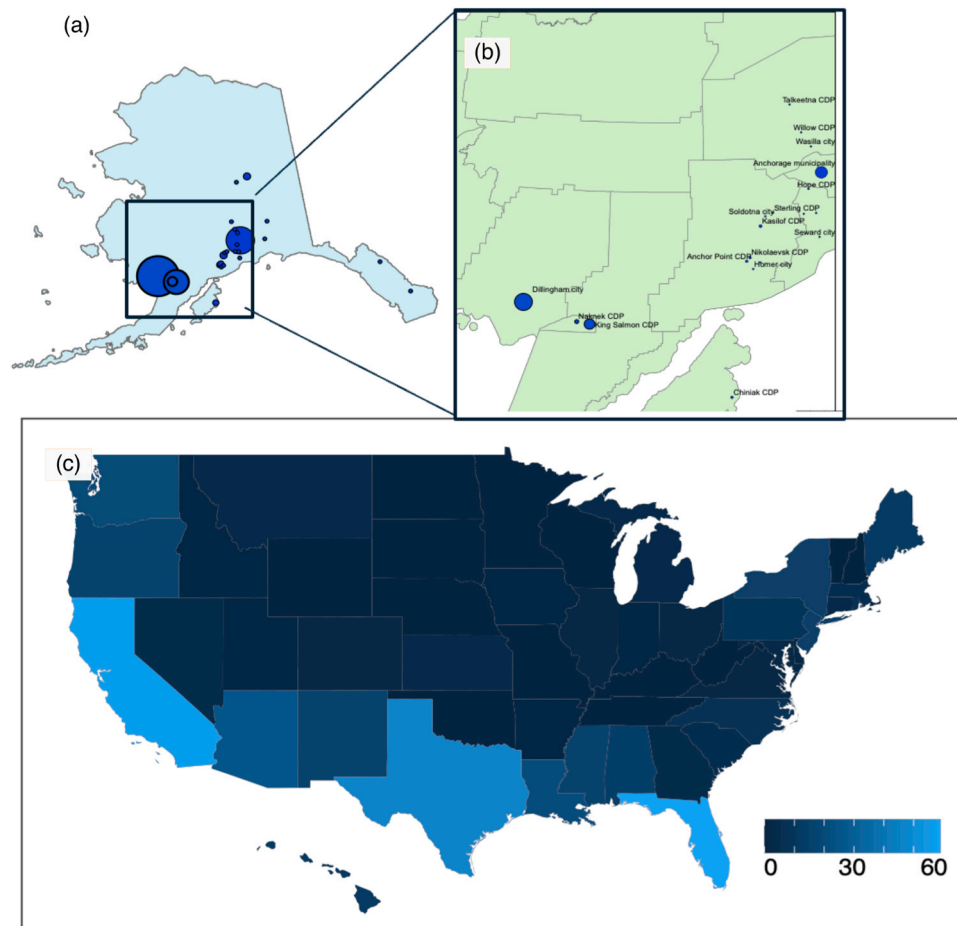 (a)
(b)
Talkeetna CDP
Willow CDP
Wasilla city
Anchorage municipality
Hope CDP
Soldotna city
Sterling CDP
Kasilof CDP
Seward city
Nikolaevsk CDP
Anchor Point CDP
Homer city
Dillingham city
Naknek CDP
King Salmon CDP
Chiniak CDP
(c)
0 30 60